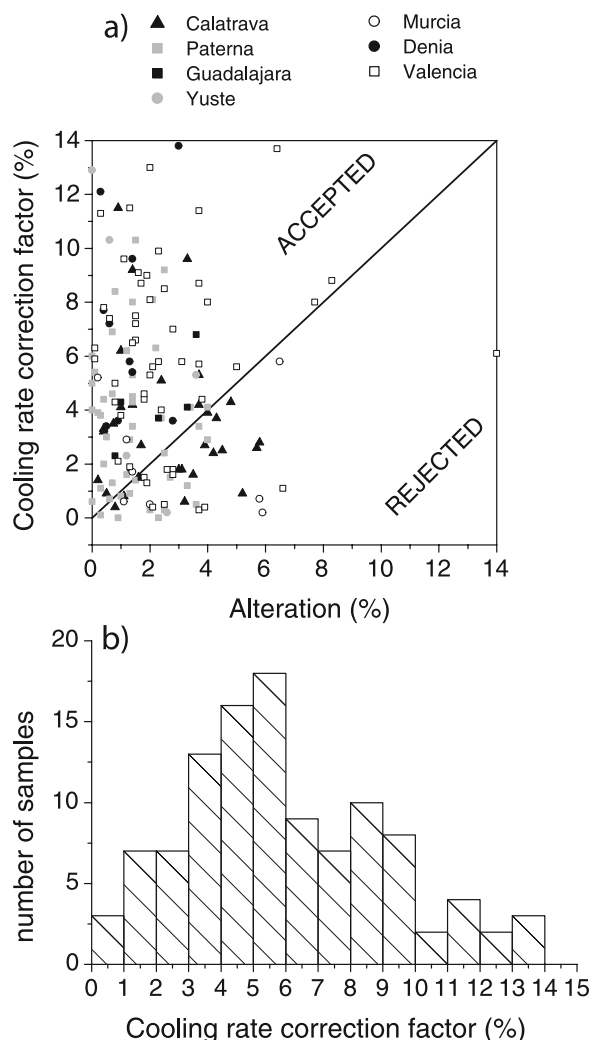 a)
Calatrava
Paterna
Guadalajara
Yuste
Murcia
Denia
Valencia
Cooling rate correction factor (%)
14
12
10
8
6
4
2
0
ACCEPTED
REJECTED
0 2 4 6 8 10 12 14
Alteration (%)
b)
number of samples
20
15
10
5
0
0 1 2 3 4 5 6 7 8 9 10 11 12 13 14 15
Cooling rate correction factor (%)